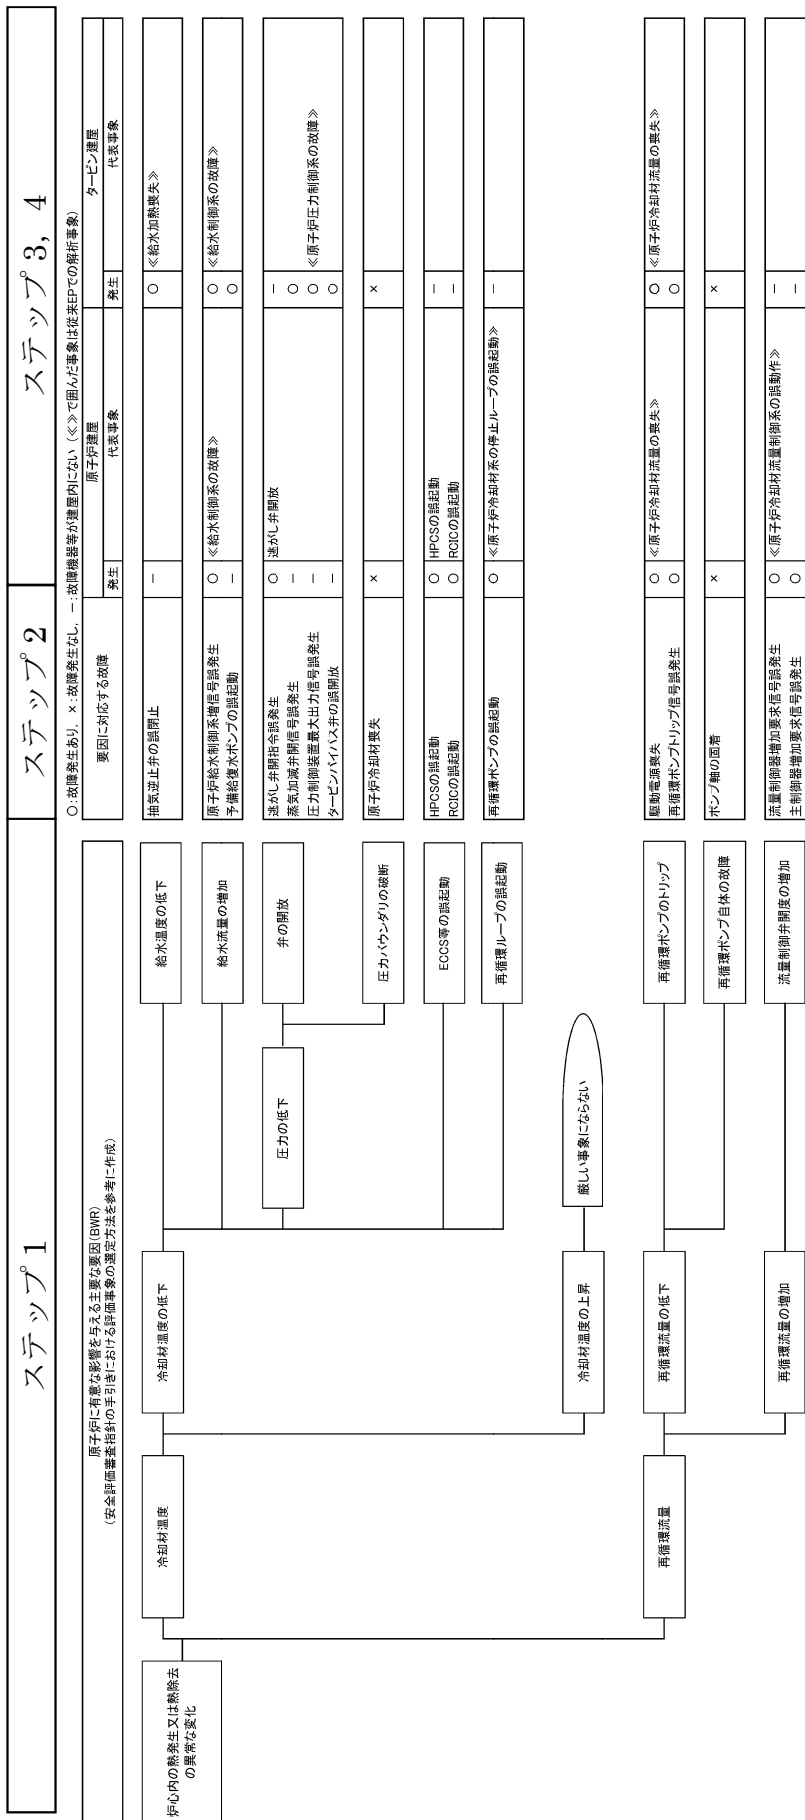 ステップ 1
ステップ 2
ステップ 3, 4
○:故障発生あり, ×:故障発生なし, －:故障機器等が建屋内にない (≪≫で囲んだ事象は従来EPでの解析事象)
原子炉に有意な影響を与える主要な要因(BWR)
(安全評価審査指針の手引きにおける評価事象の選定方法を参考に作成)
要因に対応する故障
原子炉建屋
タービン建屋
発生
代表事象
発生
代表事象
炉心内の熱発生又は熱除去
の異常な変化
冷却材温度
冷却材温度の低下
給水温度の低下
抽気逆止弁の誤閉止
－
○
≪給水加熱喪失≫
給水流量の増加
原子炉給水制御系増信号誤発生
○
≪給水制御系の故障≫
○
≪給水制御系の故障≫
予備給復水ポンプの誤起動
－
○
圧力の低下
弁の開放
逃がし弁開指令誤発生
○
逃がし弁開放
－
蒸気加減弁開信号誤発生
－
○
圧力制御装置最大出力信号誤発生
－
○
≪原子炉圧力制御系の故障≫
タービンバイパス弁の誤開放
－
○
圧力バウンダリの破断
原子炉冷却材喪失
×
×
ECCS等の誤起動
HPCSの誤起動
○
HPCSの誤起動
－
RCICの誤起動
○
RCICの誤起動
－
再循環ループの誤起動
再循環ポンプの誤起動
○
≪原子炉冷却材系の停止ループの誤起動≫
－
冷却材温度の上昇
厳しい事象にならない
再循環流量
再循環流量の低下
再循環ポンプのトリップ
駆動電源喪失
○
≪原子炉冷却材流量の喪失≫
○
≪原子炉冷却材流量の喪失≫
再循環ポンプトリップ信号誤発生
○
○
再循環ポンプ自体の故障
ポンプ軸の固着
×
×
再循環流量の増加
流量制御弁開度の増加
流量制御器増加要求信号誤発生
○
≪原子炉冷却材流量制御系の誤動作≫
－
主制御器増加要求信号誤発生
○
－